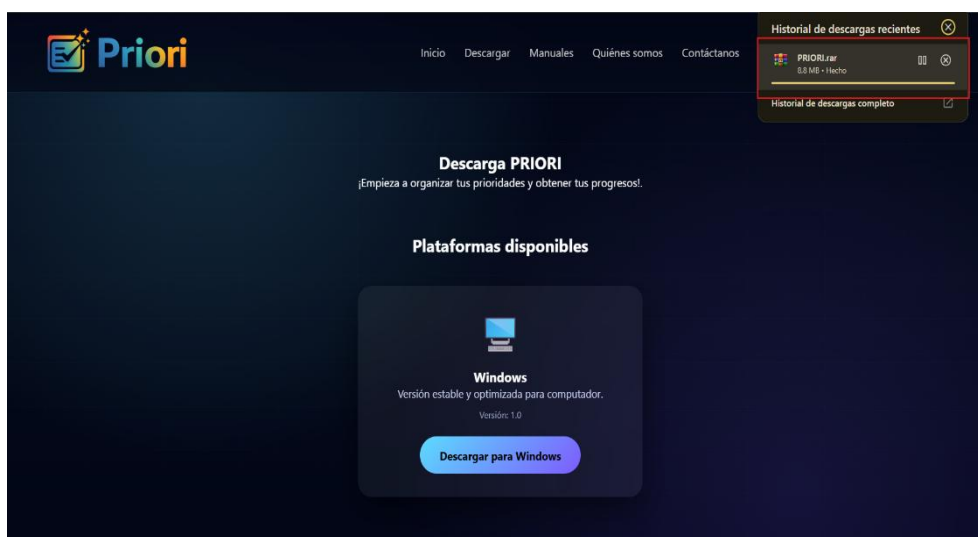 Priori
Inicio Descargar Manuales Quiénes somos Contáctanos
Historial de descargas recientes
PRIORI.rar
8.8 MB • Hecho
Historial de descargas completo
Descarga PRIORI
¡Empieza a organizar tus prioridades y obtener tus progresos!.
Plataformas disponibles
Windows
Versión estable y optimizada para computador.
Versión: 1.0
Descargar para Windows